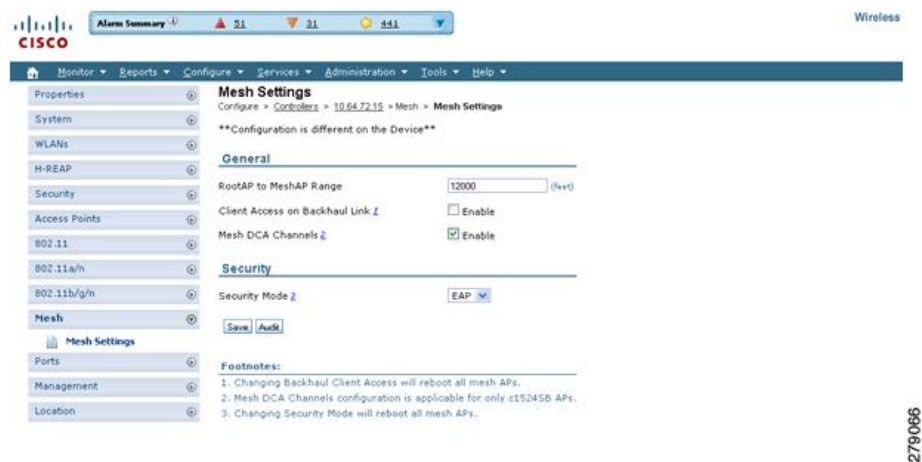 Wireless
Alarm Summary 51 31 441
CISCO
Monitor Reports Configure Services Administration Tools Help
Properties
System
WLANs
H-REAP
Security
Access Points
802.11
802.11a/n
802.11b/g/n
Mesh
Mesh Settings
Ports
Management
Location
Mesh Settings
Configure > Controllers > 10.64.72.15 > Mesh > Mesh Settings
**Configuration is different on the Device**
General
RootAP to MeshAP Range 12000 (feet)
Client Access on Backhaul Link 1 Enable
Mesh DCA Channels 2 Enable
Security
Security Mode 2 EAP
Save Audit
Footnotes:
1. Changing Backhaul Client Access will reboot all mesh APs.
2. Mesh DCA Channels configuration is applicable for only c1524SB APs.
3. Changing Security Mode will reboot all mesh APs.
279066